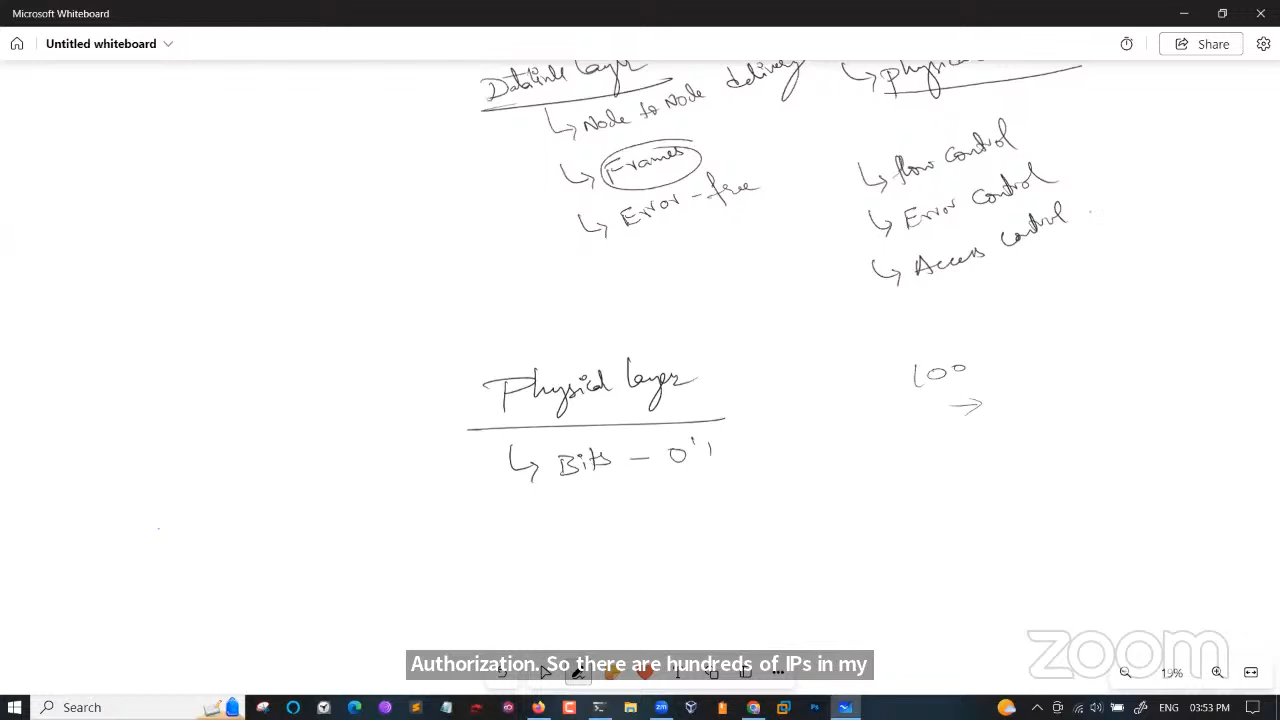 Microsoft Whiteboard
Untitled whiteboard
Share
Datalink layer
↳ Node to Node delivery
↳ Frames
↳ Error-free
↳ physical
↳ flow control
↳ Error control
↳ Access control
Physical layer
↳ Bits - 0's
100
→
Authorization. So there are hundreds of IPs in my
zoom
19%
Search
ENG 03:53 PM